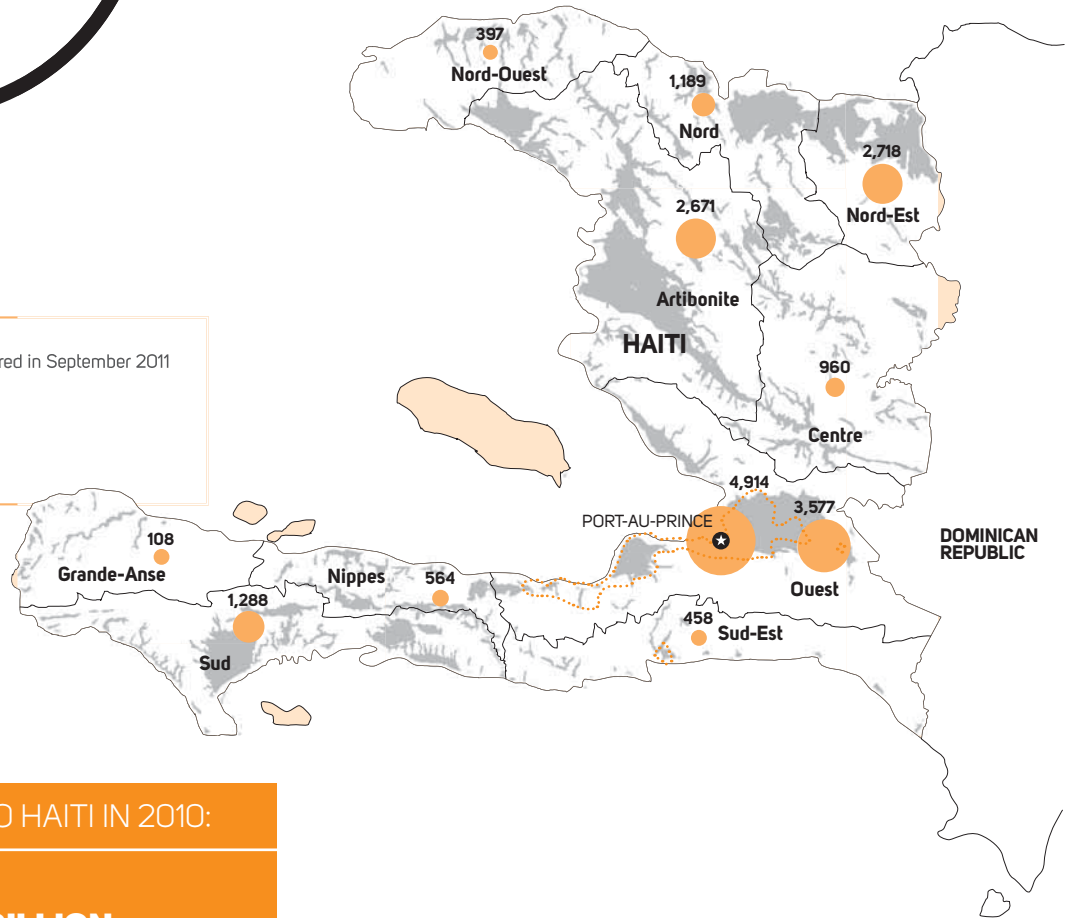 397
Nord-Ouest
1,189
Nord
2,718
Nord-Est
2,671
Artibonite
HAITI
in September 2011
960
Centre
4,914
PORT-AU-PRINCE
3,577
Ouest
DOMINICAN
REPUBLIC
108
Grande-Anse
Nippes
564
1,288
Sud
458
Sud-Est
HAITI IN 2010: